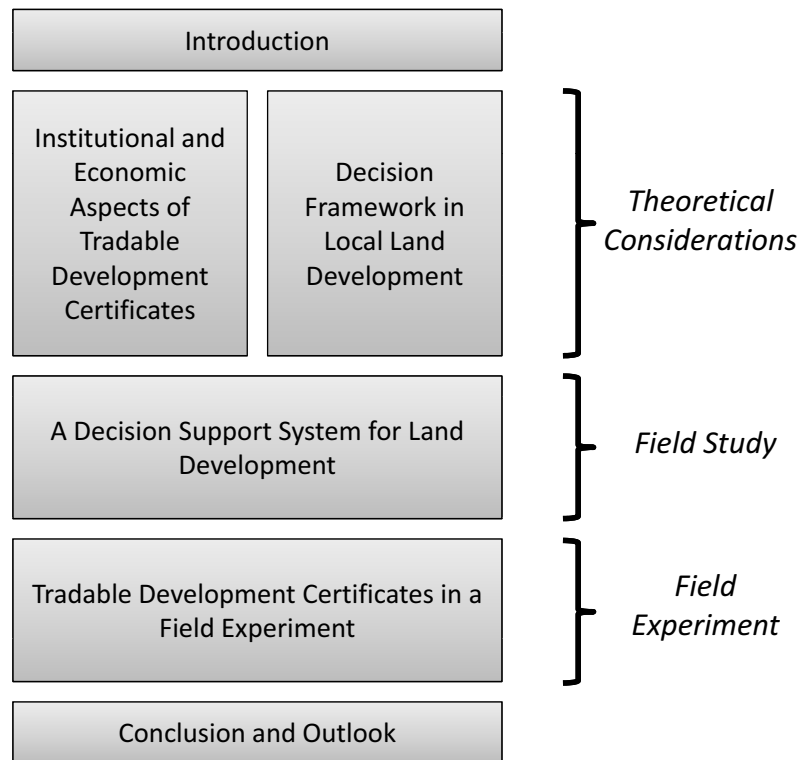 Introduction
Institutional and
Economic
Aspects of
Tradable
Development
Certificates
Decision
Framework in
Local Land
Development
Theoretical
Considerations
A Decision Support System for Land
Development
Field Study
Tradable Development Certificates in a
Field Experiment
Field
Experiment
Conclusion and Outlook